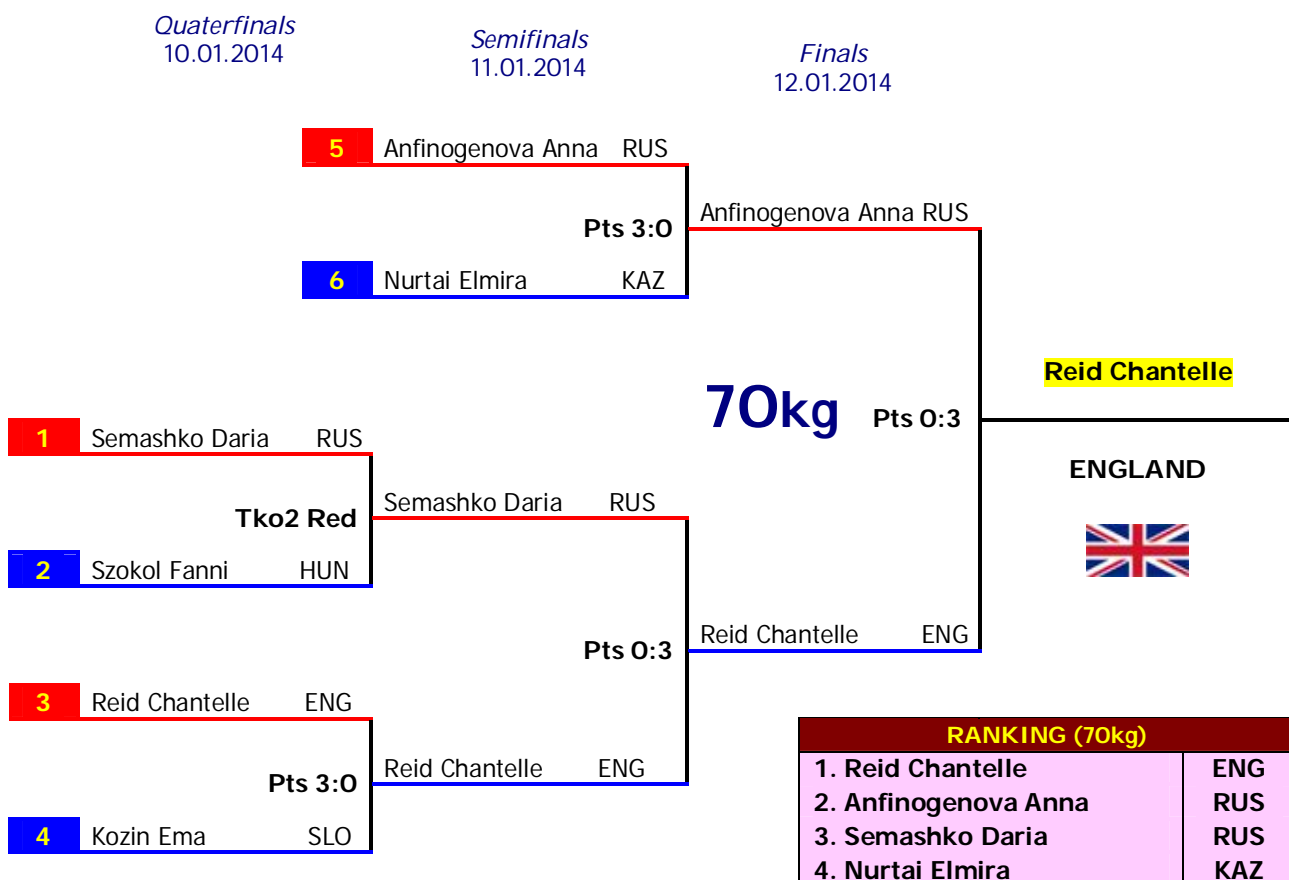 Quaterfinals
10.01.2014
Semifinals
11.01.2014
Finals
12.01.2014
5 Anfinogenova Anna RUS
Pts 3:0
6 Nurtai Elmira KAZ
Anfinogenova Anna RUS
1 Semashko Daria RUS
Tko2 Red
2 Szokol Fanni HUN
Semashko Daria RUS
Pts 0:3
3 Reid Chantelle ENG
Pts 3:0
4 Kozin Ema SLO
Reid Chantelle ENG
Reid Chantelle ENG
70kg Pts 0:3
Reid Chantelle
ENGLAND
RANKING (70kg)
1. Reid Chantelle ENG
2. Anfinogenova Anna RUS
3. Semashko Daria RUS
4. Nurtai Elmira KAZ